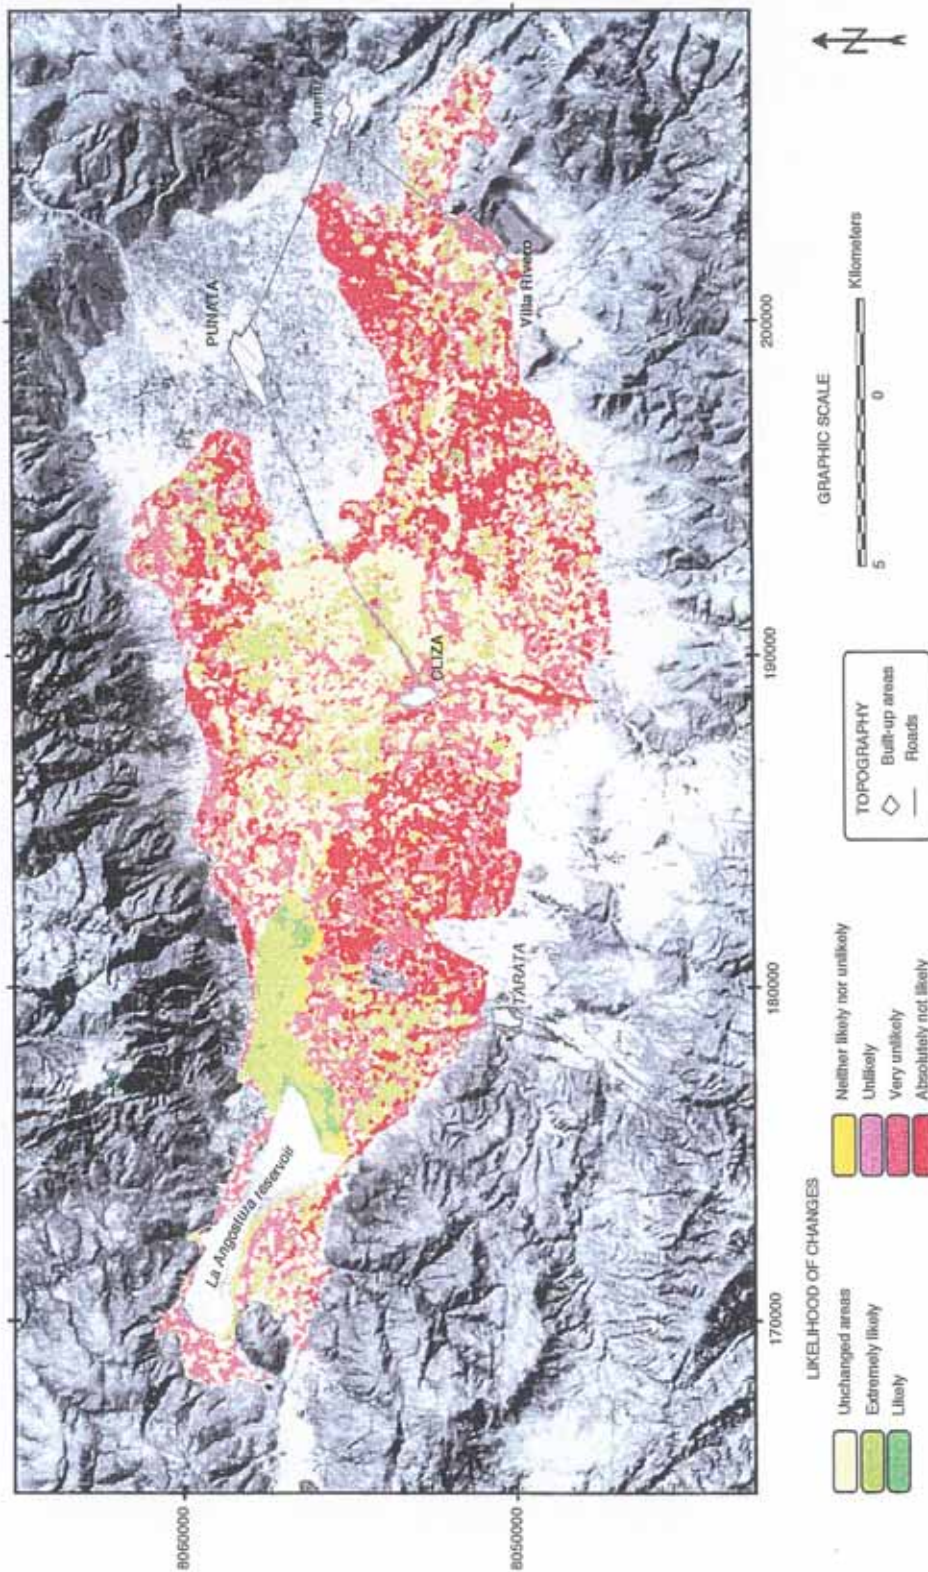 PUNATA
Arani
La Angostura reservoir
CLIZA
Villa Rivero
TARATA
8060000
8050000
170000
180000
190000
200000
LIKELIHOOD OF CHANGES
Unchanged areas
Extremely likely
Likely
Neither likely nor unlikely
Unlikely
Very unlikely
Absolutely not likely
TOPOGRAPHY
Built-up areas
Roads
GRAPHIC SCALE
5
0
Kilometers
N